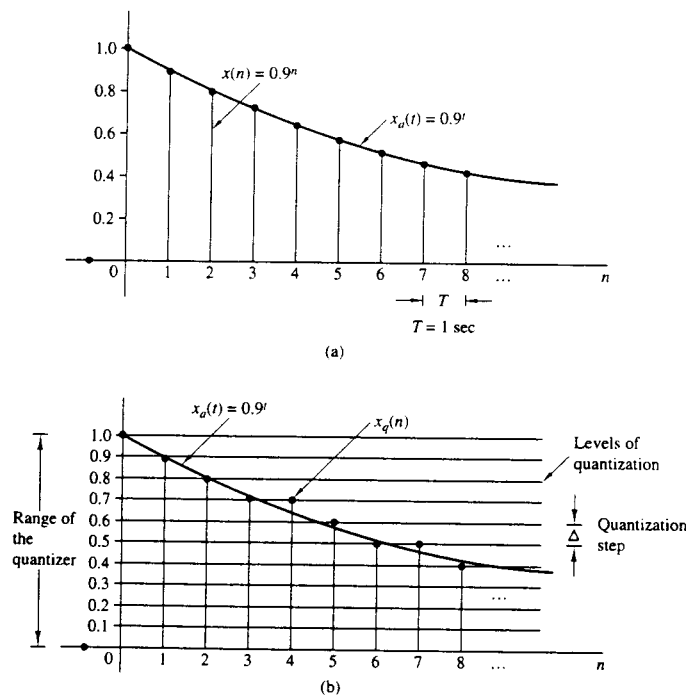 1.0
x(n) = 0.9ⁿ
0.8
xₐ(t) = 0.9ᵗ
0.6
0.4
0.2
...
0 1 2 3 4 5 6 7 8 ... n
T
T = 1 sec
(a)
xₐ(t) = 0.9ᵗ
x_q(n)
1.0
Levels of
quantization
0.9
0.8
0.7
Range of
the
quantizer
0.6
Quantization
Δ
step
0.5
0.4
0.3
...
0.2
0.1
0 1 2 3 4 5 6 7 8 ... n
(b)